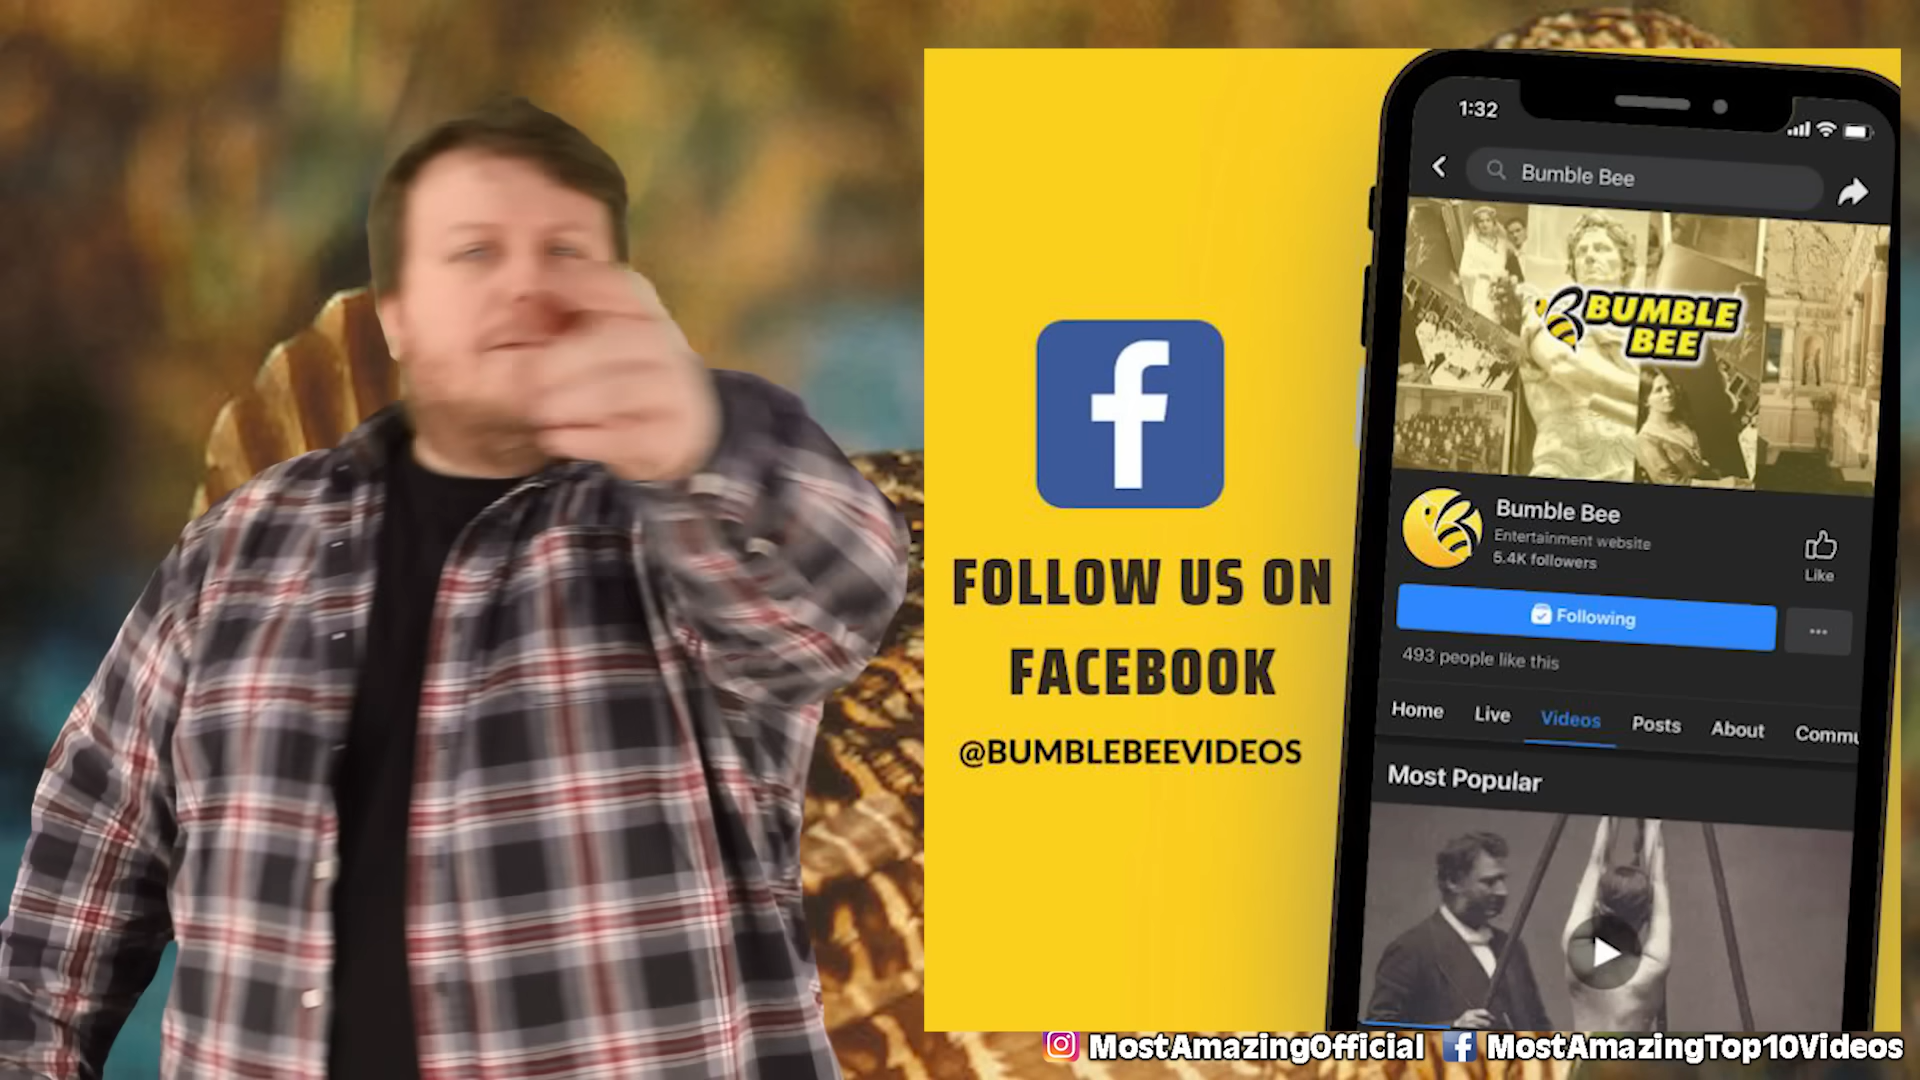 FOLLOW US ON
FACEBOOK
@BUMBLEBEEVIDEOS
1:32
Bumble Bee
BUMBLE
BEE
Bumble Bee
Entertainment website
5.4K followers
Like
Following
493 people like this
Home Live Videos Posts About Commu
Most Popular
MostAmazingOfficial MostAmazingTop10Videos